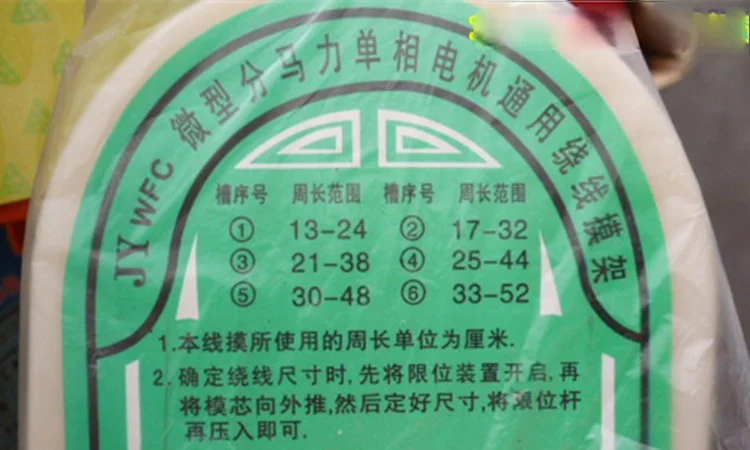 JY WFC 微型分马力单相电机通用绕线模架
槽序号 周长范围 槽序号 周长范围
① 13-24 ② 17-32
③ 21-38 ④ 25-44
⑤ 30-48 ⑥ 33-52
1.本线摸所使用的周长单位为厘米.
2.确定绕线尺寸时,先将限位装置开启,再
将模芯向外推,然后定好尺寸,将限位杆
再压入即可.